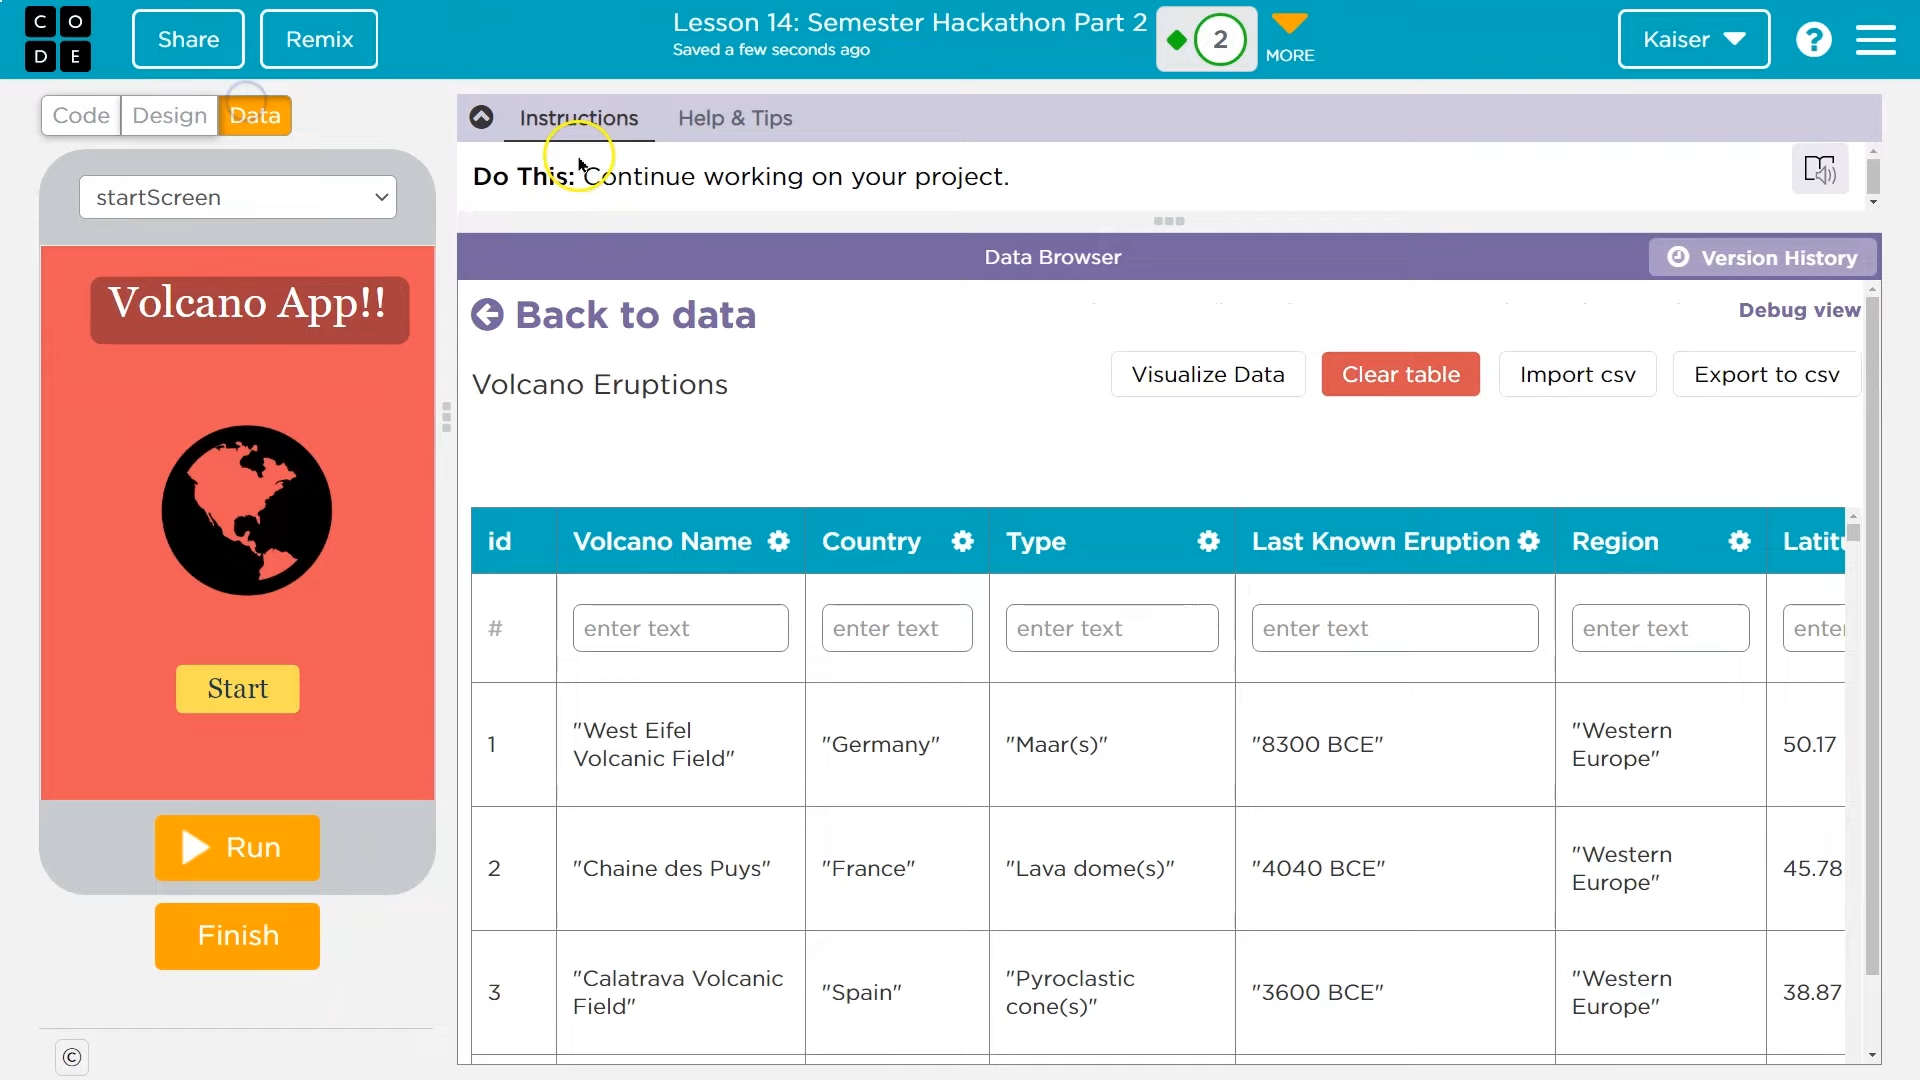 CODE
Share
Remix
Lesson 14: Semester Hackathon Part 2
Saved a few seconds ago
2
MORE
Kaiser
?
Code
Design
Data
Instructions
Help & Tips
startScreen
Do This: Continue working on your project.
Data Browser
Version History
Volcano App!!
Back to data
Debug view
Volcano Eruptions
Visualize Data
Clear table
Import csv
Export to csv
id
Volcano Name
Country
Type
Last Known Eruption
Region
Latitu
#
enter text
enter text
enter text
enter text
enter text
enter
1
"West Eifel
Volcanic Field"
"Germany"
"Maar(s)"
"8300 BCE"
"Western
Europe"
50.17
2
"Chaine des Puys"
"France"
"Lava dome(s)"
"4040 BCE"
"Western
Europe"
45.78
3
"Calatrava Volcanic
Field"
"Spain"
"Pyroclastic
cone(s)"
"3600 BCE"
"Western
Europe"
38.87
Start
Run
Finish
©